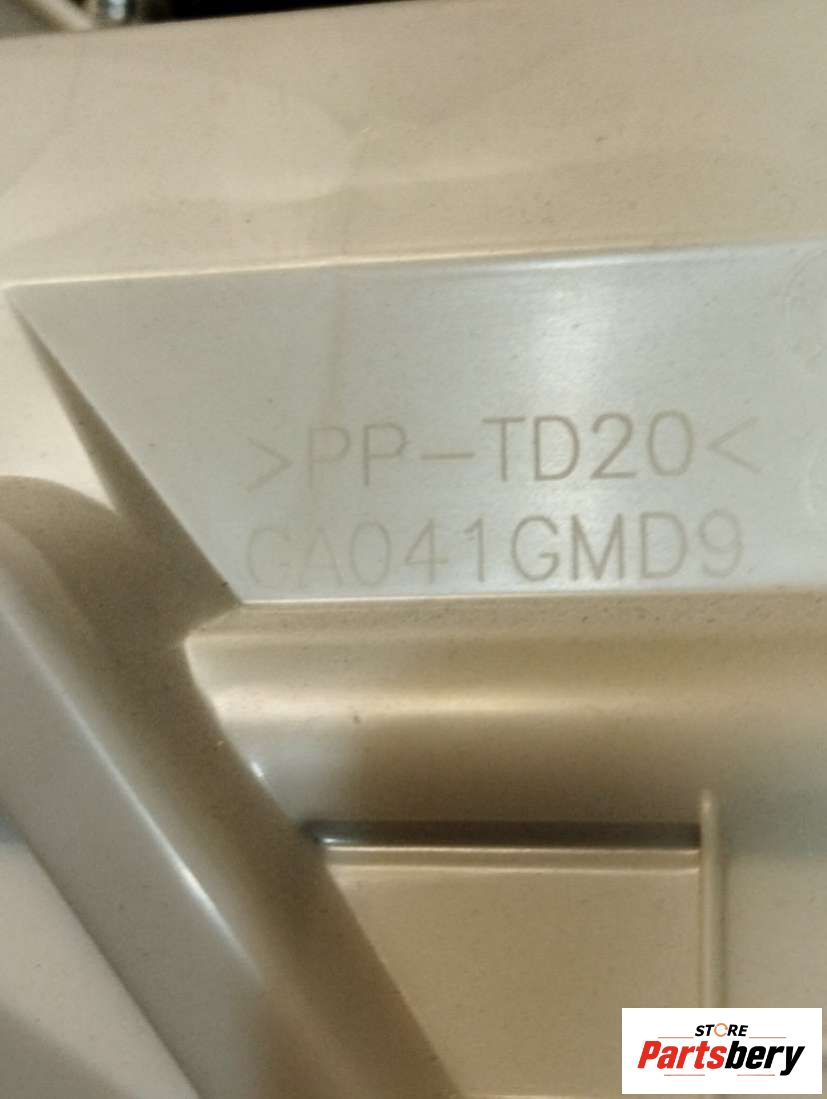 >PP-TD20<
CA041GMD9
STORE
Partsbery